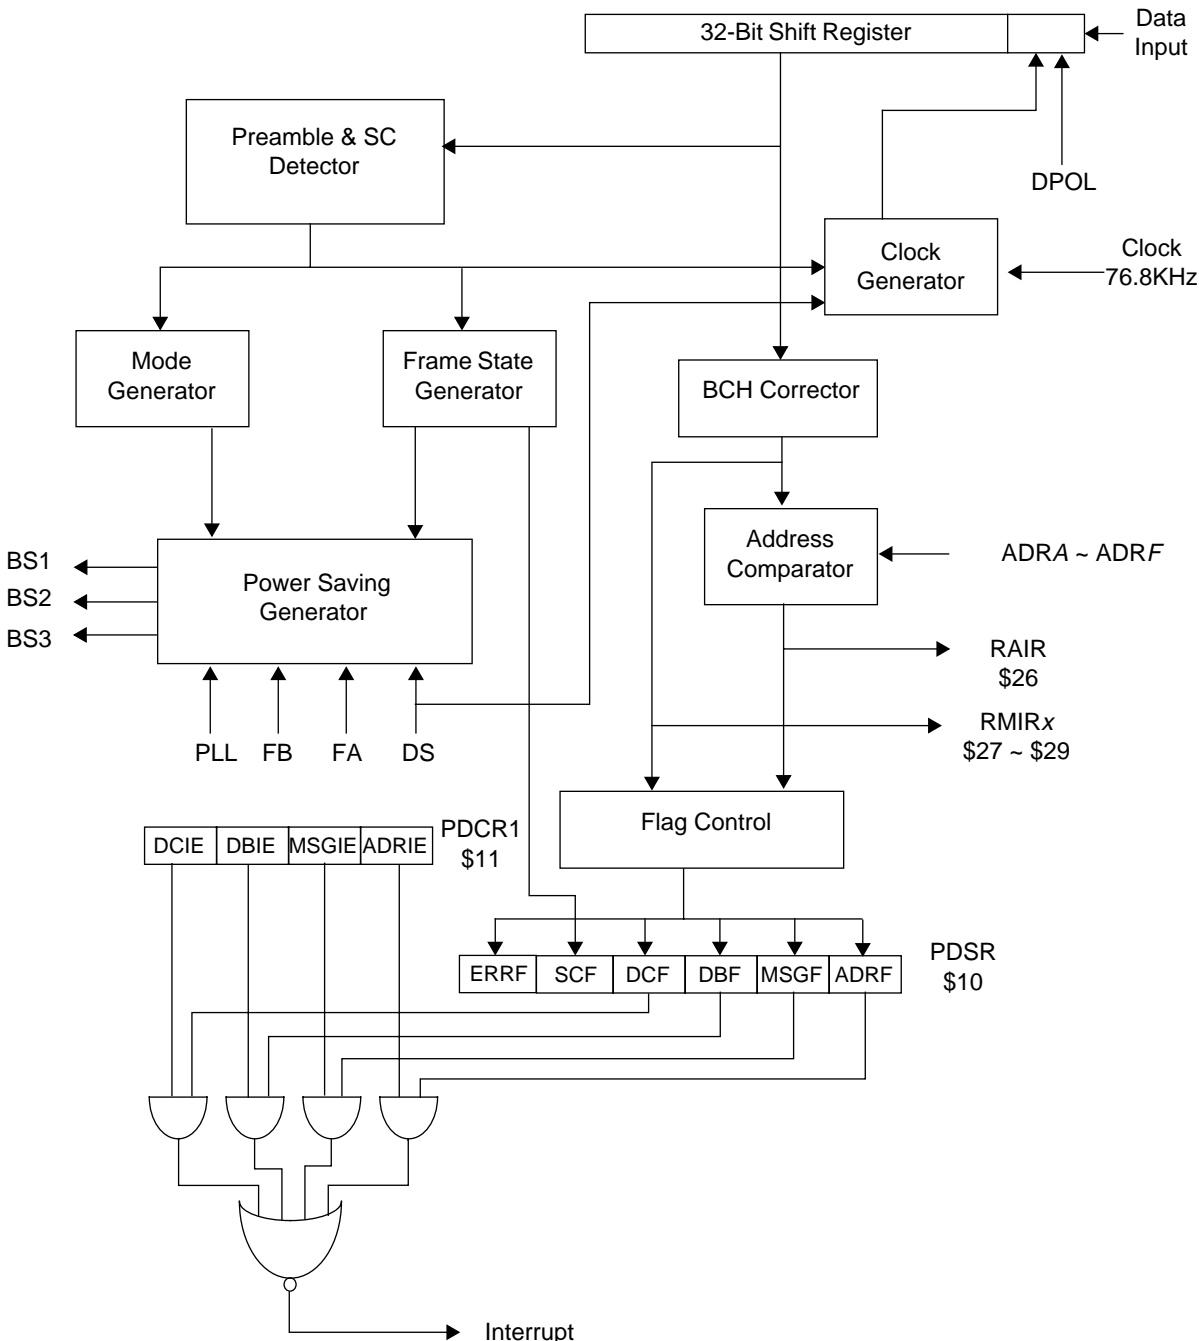 32-Bit Shift Register
Data
Input
Preamble & SC
Detector
DPOL
Clock
Generator
Clock
76.8KHz
Mode
Generator
Frame State
Generator
BCH Corrector
Address
Comparator
ADRA ~ ADRF
BS1
BS2
BS3
Power Saving
Generator
RAIR
$26
RMIRx
$27 ~ $29
PLL
FB
FA
DS
Flag Control
DCIE
DBIE
MSGIE
ADRIE
PDCR1
$11
ERRF
SCF
DCF
DBF
MSGF
ADRF
PDSR
$10
Interrupt